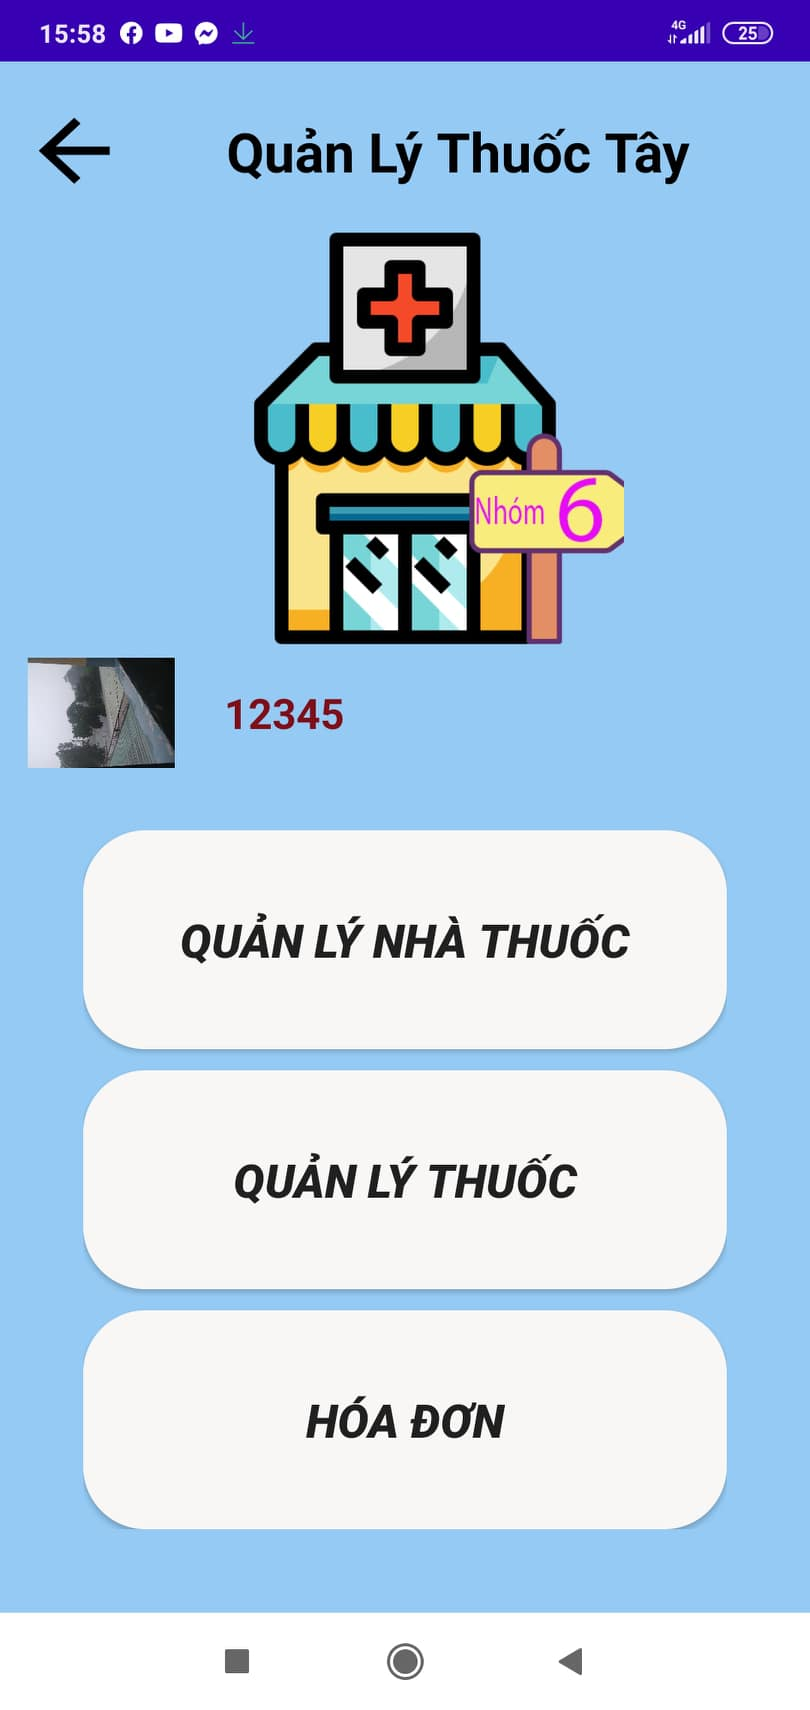 15:58
4G
25
Quản Lý Thuốc Tây
Nhóm 6
12345
QUẢN LÝ NHÀ THUỐC
QUẢN LÝ THUỐC
HÓA ĐƠN